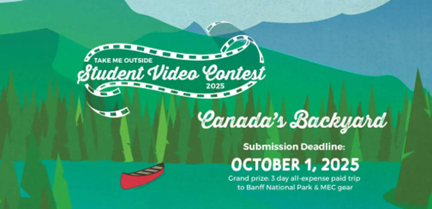 TAKE ME OUTSIDE
Student Video Contest
2025
Canada's Backyard
Submission Deadline:
OCTOBER 1, 2025
Grand prize: 3 day all-expense paid trip
to Banff National Park & MEC gear